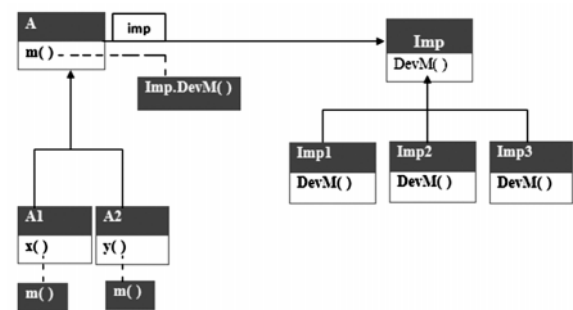 A
imp
m( )
Imp.DevM( )
Imp
DevM( )
Imp1
DevM( )
Imp2
DevM( )
Imp3
DevM( )
A1
x( )
m( )
A2
y( )
m( )